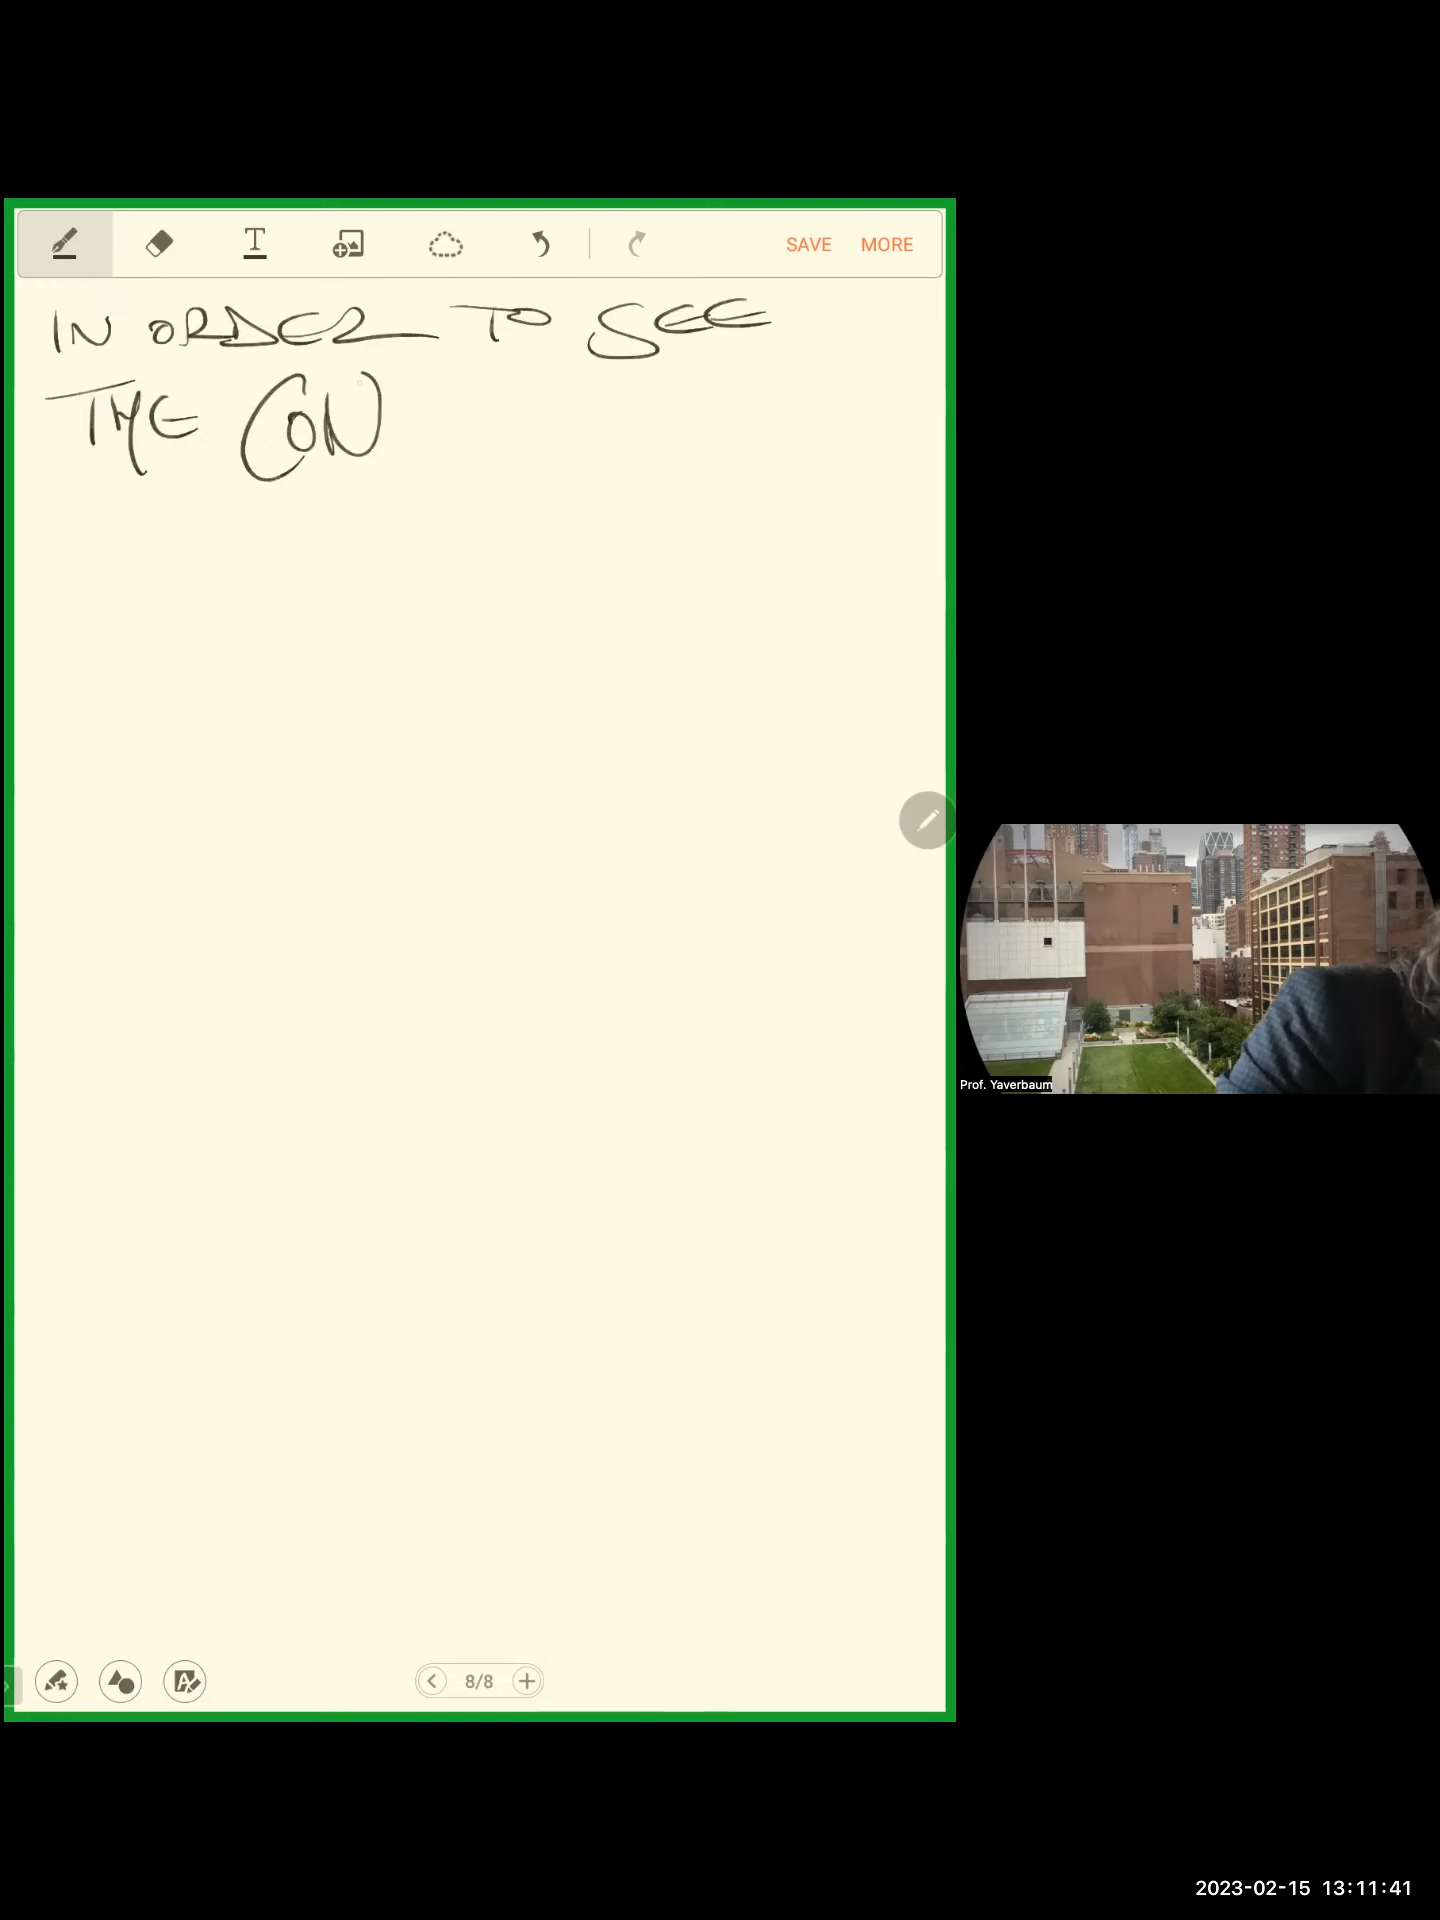 SAVE MORE
IN ORDER TO SEE
THE CON
Prof. Yaverbaum
8/8
2023-02-15 13:11:41